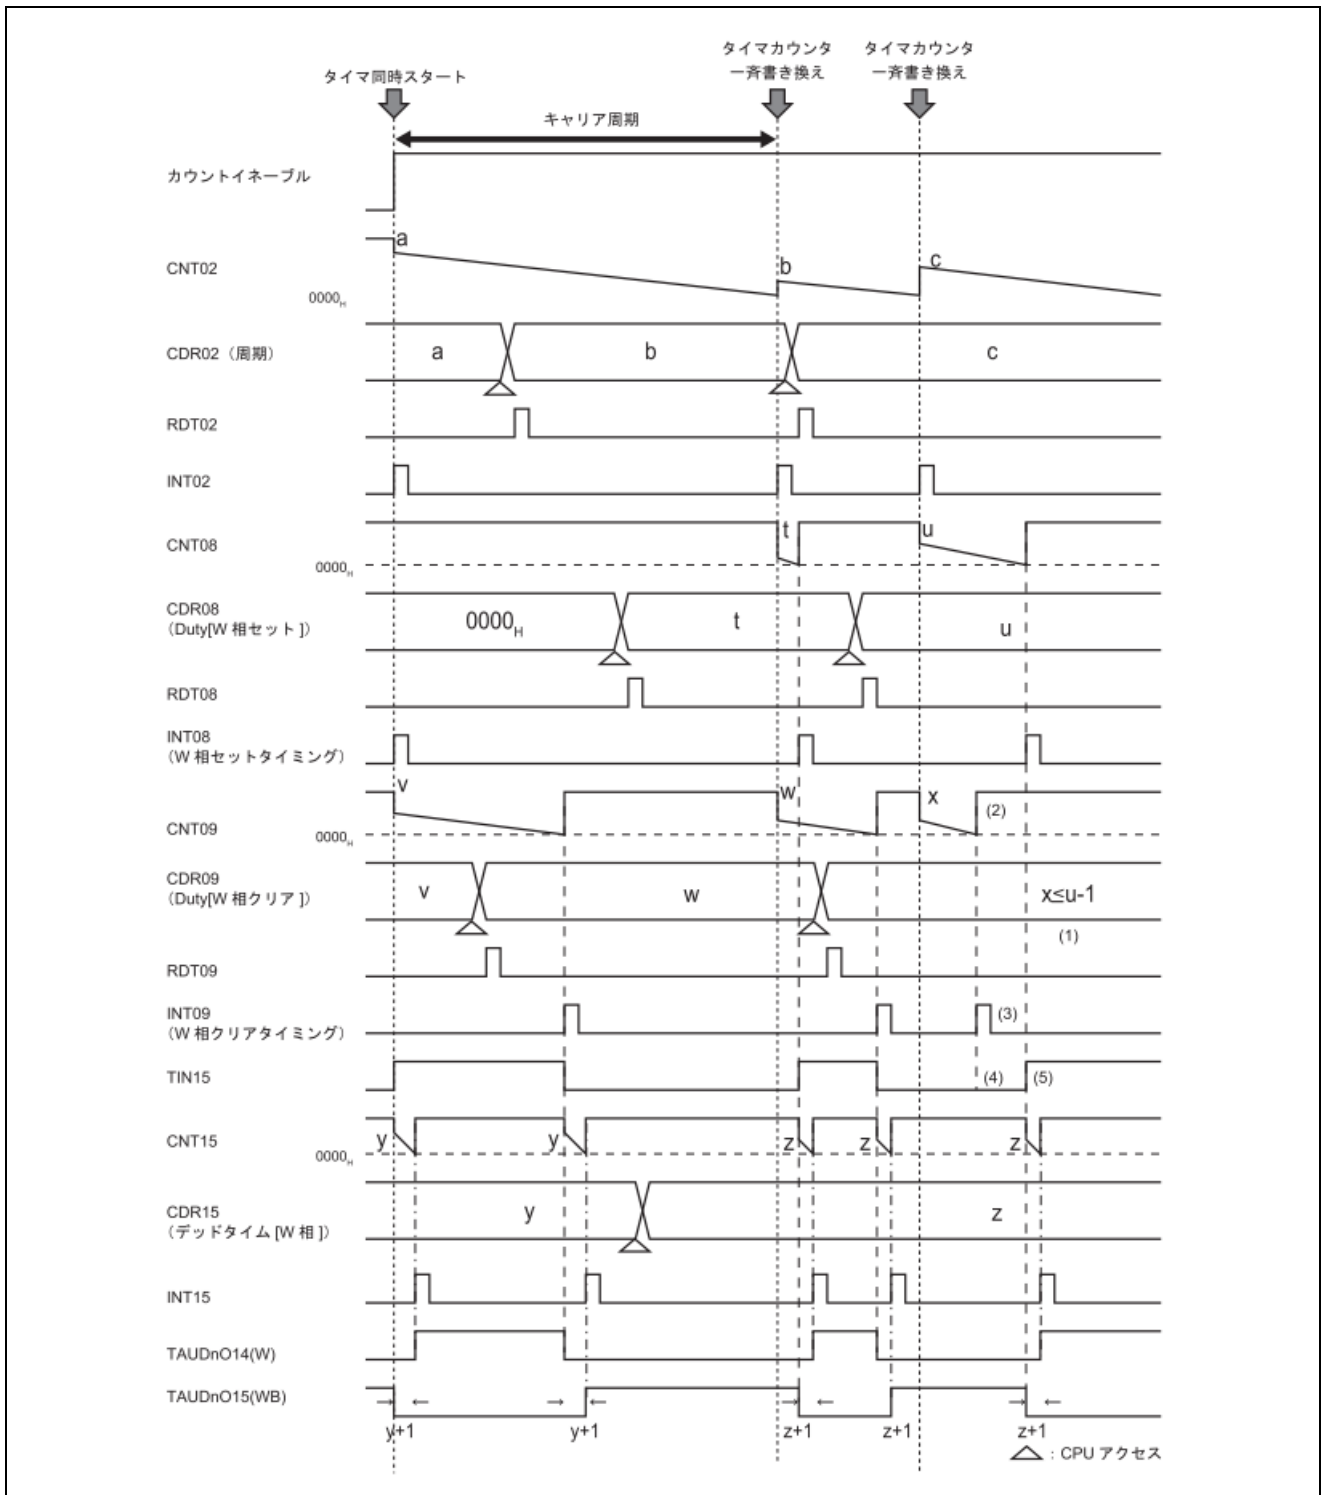 タイマカウンタ タイマカウンタ
タイマ同時スタート 一斉書き換え 一斉書き換え
キャリア周期
カウントイネーブル
a
CNT02 b c
0000H
CDR02（周期） a b c
RDT02
INT02
CNT08 t u
0000H
CDR08
（Duty[W 相セット]） 0000H t u
RDT08
INT08
（W 相セットタイミング）
v w x
CNT09 (2)
0000H
CDR09
（Duty[W 相クリア]） v w x≤u-1
(1)
RDT09
INT09
（W 相クリアタイミング） (3)
TIN15 (4) (5)
CNT15 y y z z z
0000H
CDR15
（デッドタイム [W 相]） y z
INT15
TAUDnO14(W)
TAUDnO15(WB)
y+1 y+1 z+1 z+1 z+1
：CPU アクセス